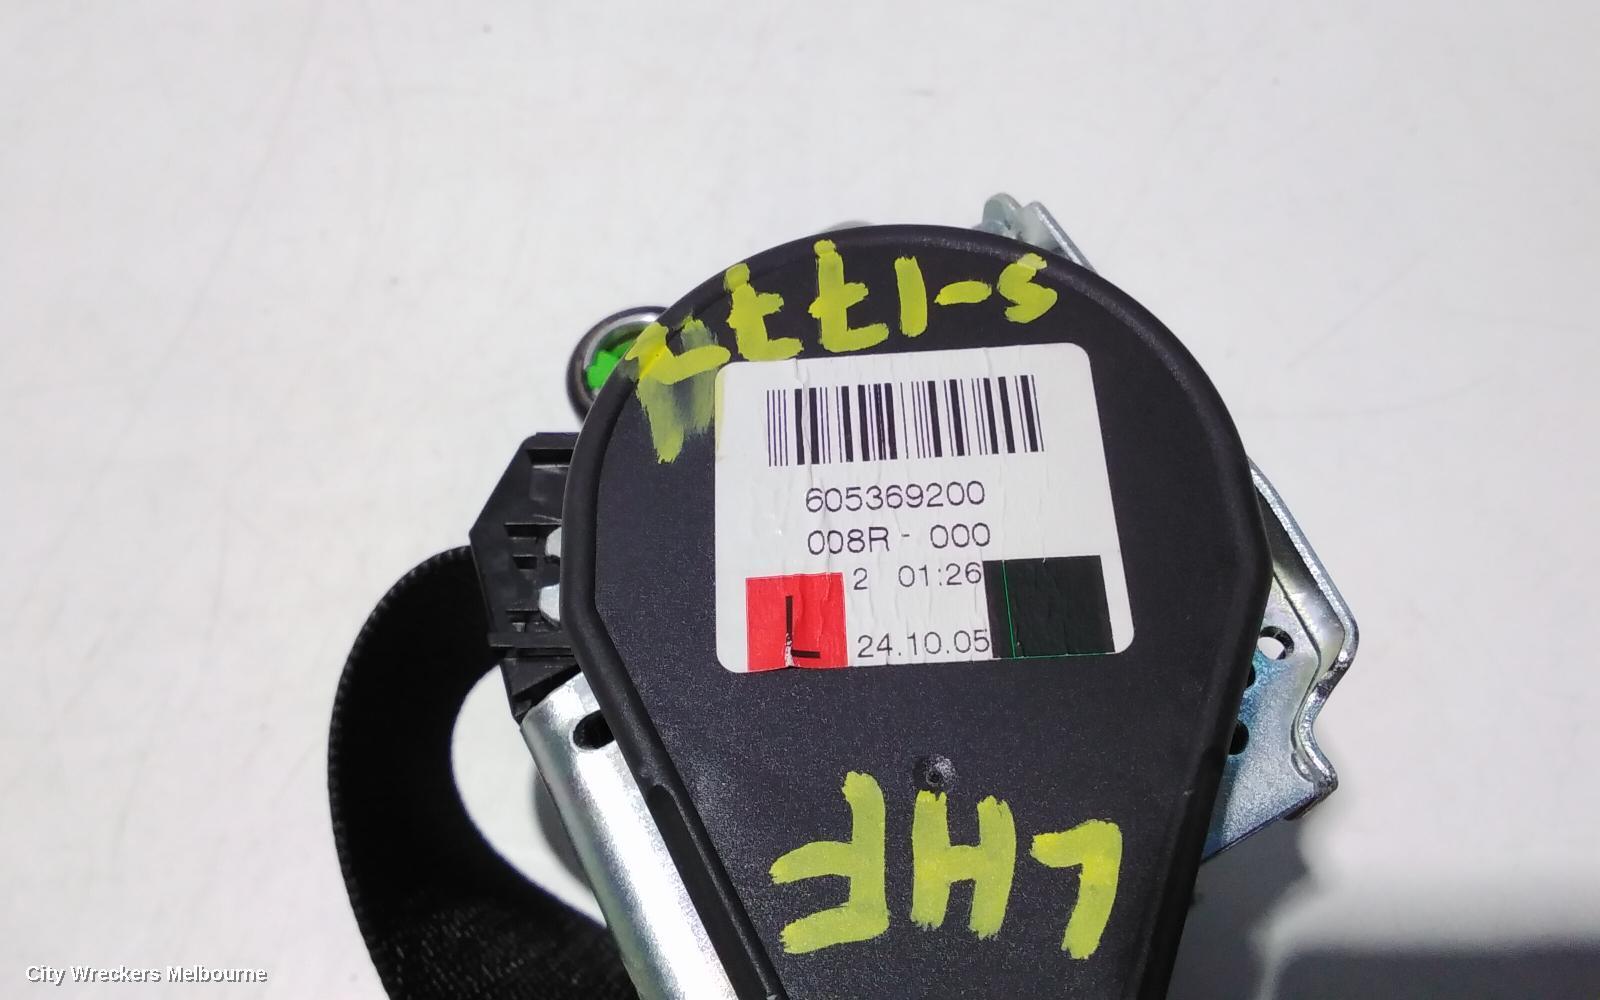 605369200
008R - 000
2 01:26
L
24.10.05
LHF
City Wreckers Melbourne